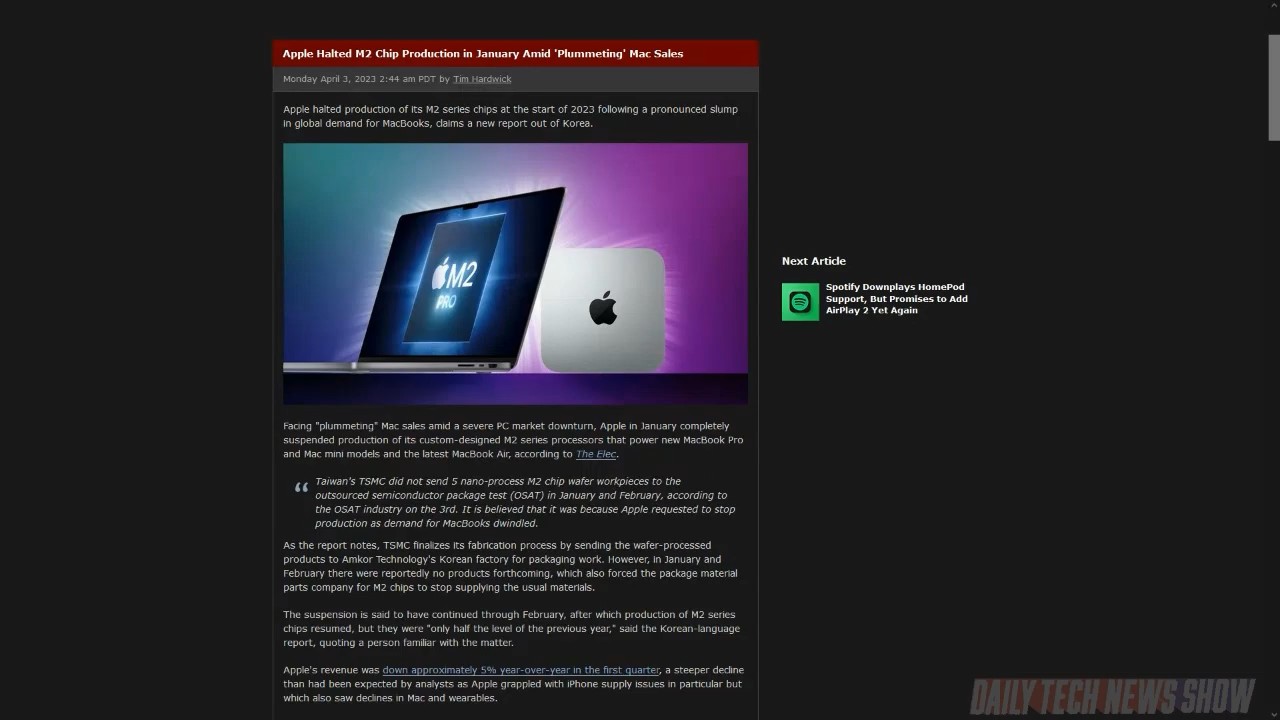 Apple Halted M2 Chip Production in January Amid 'Plummeting' Mac Sales
Monday April 3, 2023 2:44 am PDT by Tim Hardwick
Apple halted production of its M2 series chips at the start of 2023 following a pronounced slump
in global demand for MacBooks, claims a new report out of Korea.
M2
PRO
Next Article
Spotify Downplays HomePod
Support, But Promises to Add
AirPlay 2 Yet Again
Facing "plummeting" Mac sales amid a severe PC market downturn, Apple in January completely
suspended production of its custom-designed M2 series processors that power new MacBook Pro
and Mac mini models and the latest MacBook Air, according to The Elec.
“ Taiwan's TSMC did not send 5 nano-process M2 chip wafer workpieces to the
outsourced semiconductor package test (OSAT) in January and February, according to
the OSAT industry on the 3rd. It is believed that it was because Apple requested to stop
production as demand for MacBooks dwindled.
As the report notes, TSMC finalizes its fabrication process by sending the wafer-processed
products to Amkor Technology's Korean factory for packaging work. However, in January and
February there were reportedly no products forthcoming, which also forced the package material
parts company for M2 chips to stop supplying the usual materials.
The suspension is said to have continued through February, after which production of M2 series
chips resumed, but they were "only half the level of the previous year," said the Korean-language
report, quoting a person familiar with the matter.
Apple's revenue was down approximately 5% year-over-year in the first quarter, a steeper decline
than had been expected by analysts as Apple grappled with iPhone supply issues in particular but
which also saw declines in Mac and wearables.
DAILY TECH NEWS SHOW